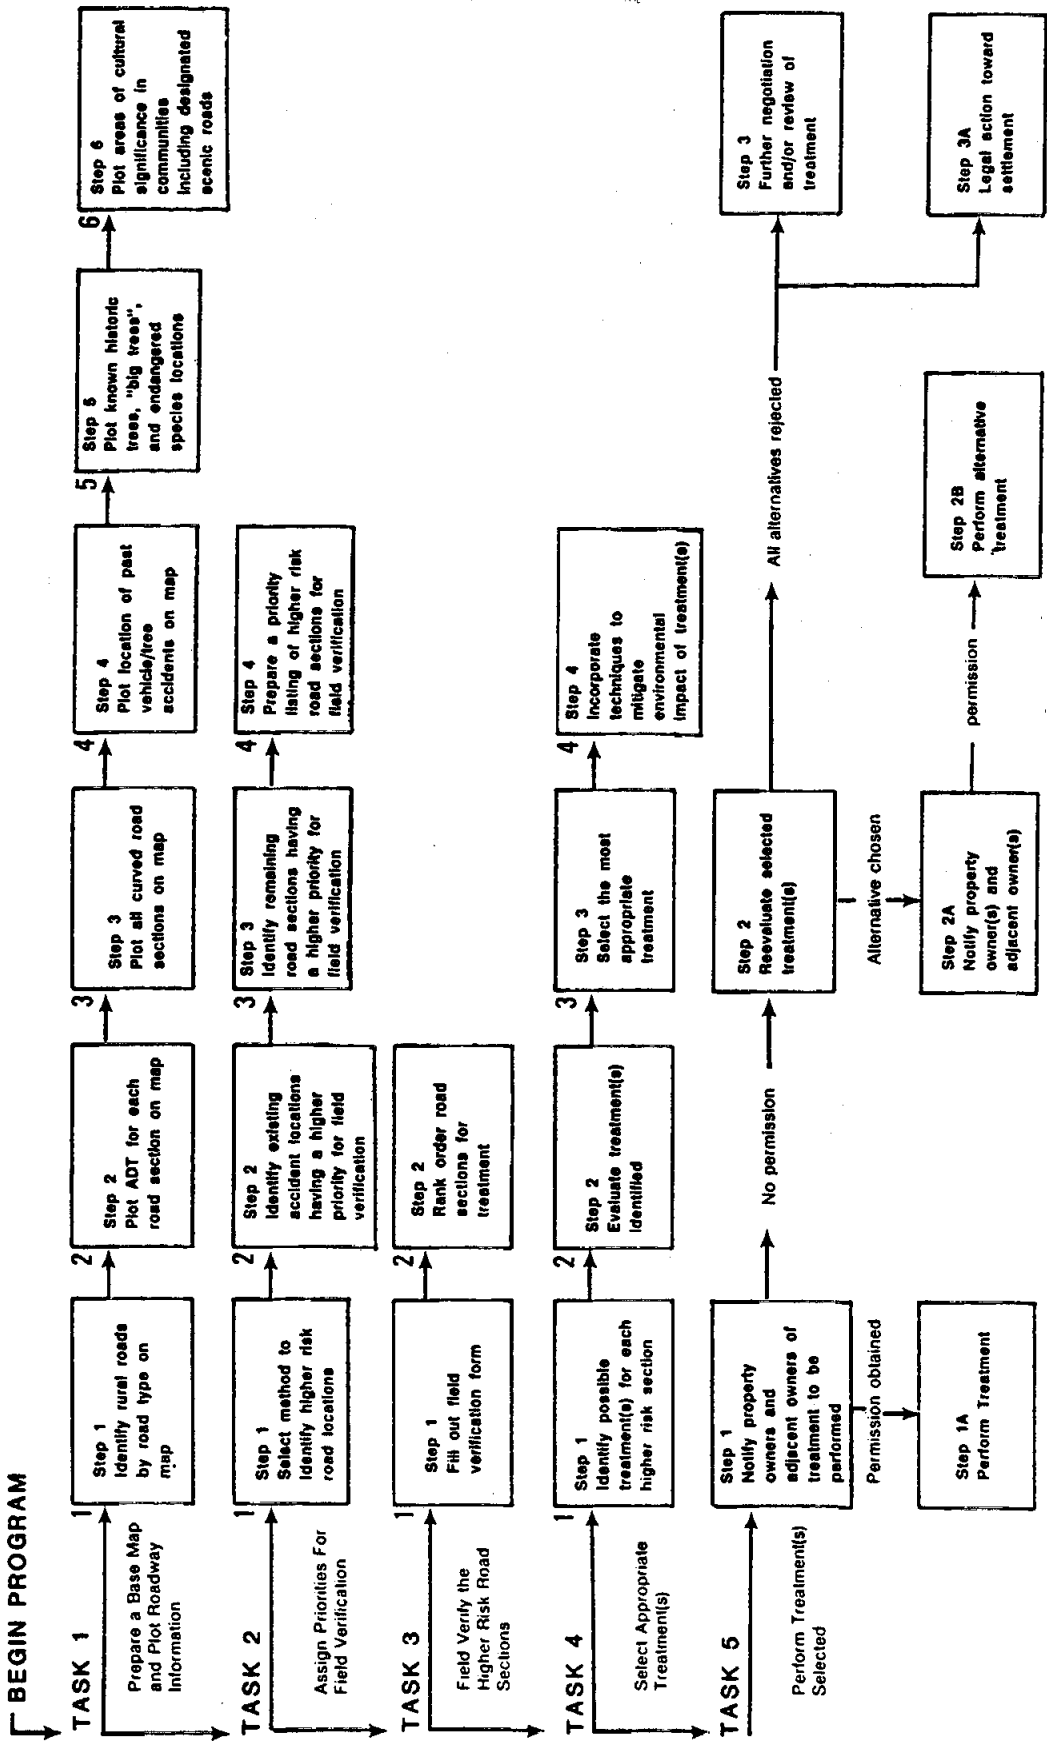 BEGIN PROGRAM
TASK 1
Prepare a Base Map
and Plot Roadway
Information
1
Step 1
Identify rural roads
by road type on
map
2
Step 2
Plot ADT for each
road section on map
3
Step 3
Plot all curved road
sections on map
4
Step 4
Plot location of past
vehicle/tree
accidents on map
5
Step 5
Plot known historic
trees, "big trees",
and endangered
species locations
6
Step 6
Plot areas of cultural
significance in
communities
including designated
scenic roads
TASK 2
Assign Priorities For
Field Verification
1
Step 1
Select method to
identify higher risk
road locations
2
Step 2
Identify existing
accident locations
having a higher
priority for field
verification
3
Step 3
Identify remaining
road sections having
a higher priority for
field verification
4
Step 4
Prepare a priority
listing of higher risk
road sections for
field verification
TASK 3
Field Verify the
Higher Risk Road
Sections
1
Step 1
Fill out field
verification form
2
Step 2
Rank order road
sections for
treatment
TASK 4
Select Appropriate
Treatment(s)
1
Step 1
Identify possible
treatment(s) for each
higher risk section
2
Step 2
Evaluate treatment(s)
identified
3
Step 3
Select the most
appropriate
treatment
4
Step 4
Incorporate
techniques to
mitigate
environmental
impact of treatment(s)
TASK 5
Perform Treatment(s)
Selected
Step 1
Notify property
owners and
adjacent owners of
treatment to be
performed
Permission obtained
Step 1A
Perform Treatment
No permission
Step 2
Reevaluate selected
treatment(s)
Alternative chosen
Step 2A
Notify property
owner(s) and
adjacent owner(s)
permission
Step 2B
Perform alternative
treatment
All alternatives rejected
Step 3
Further negotiation
and/or review of
treatment
Step 3A
Legal action toward
settlement